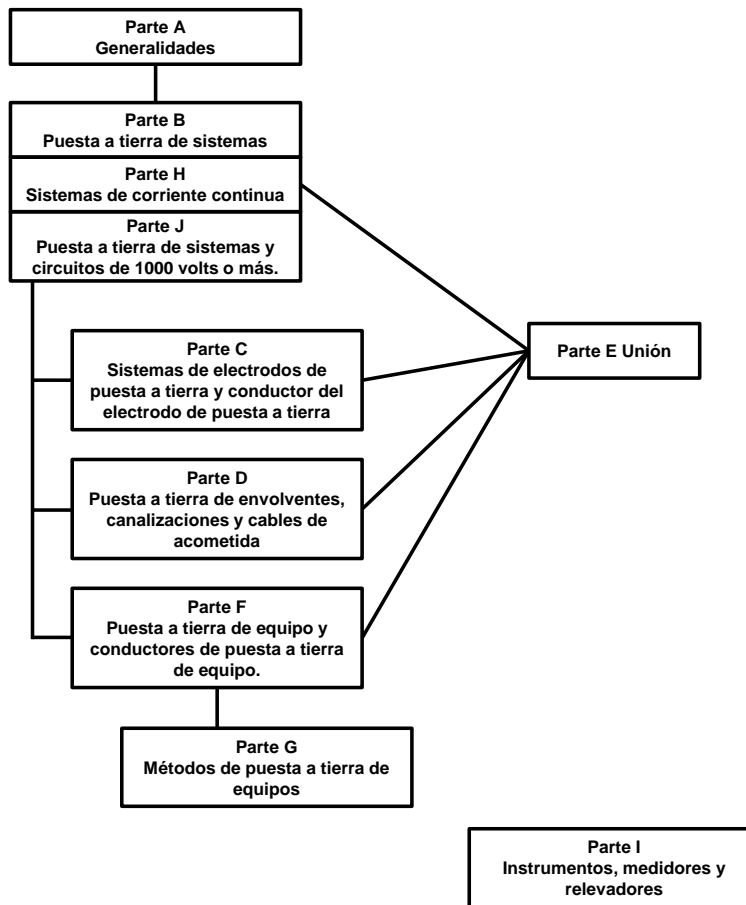 Parte A
Generalidades
Parte B
Puesta a tierra de sistemas
Parte H
Sistemas de corriente continua
Parte J
Puesta a tierra de sistemas y
circuitos de 1000 volts o más.
Parte C
Sistemas de electrodos de
puesta a tierra y conductor del
electrodo de puesta a tierra
Parte E Unión
Parte D
Puesta a tierra de envolventes,
canalizaciones y cables de
acometida
Parte F
Puesta a tierra de equipo y
conductores de puesta a tierra
de equipo.
Parte G
Métodos de puesta a tierra de
equipos
Parte I
Instrumentos, medidores y
relevadores